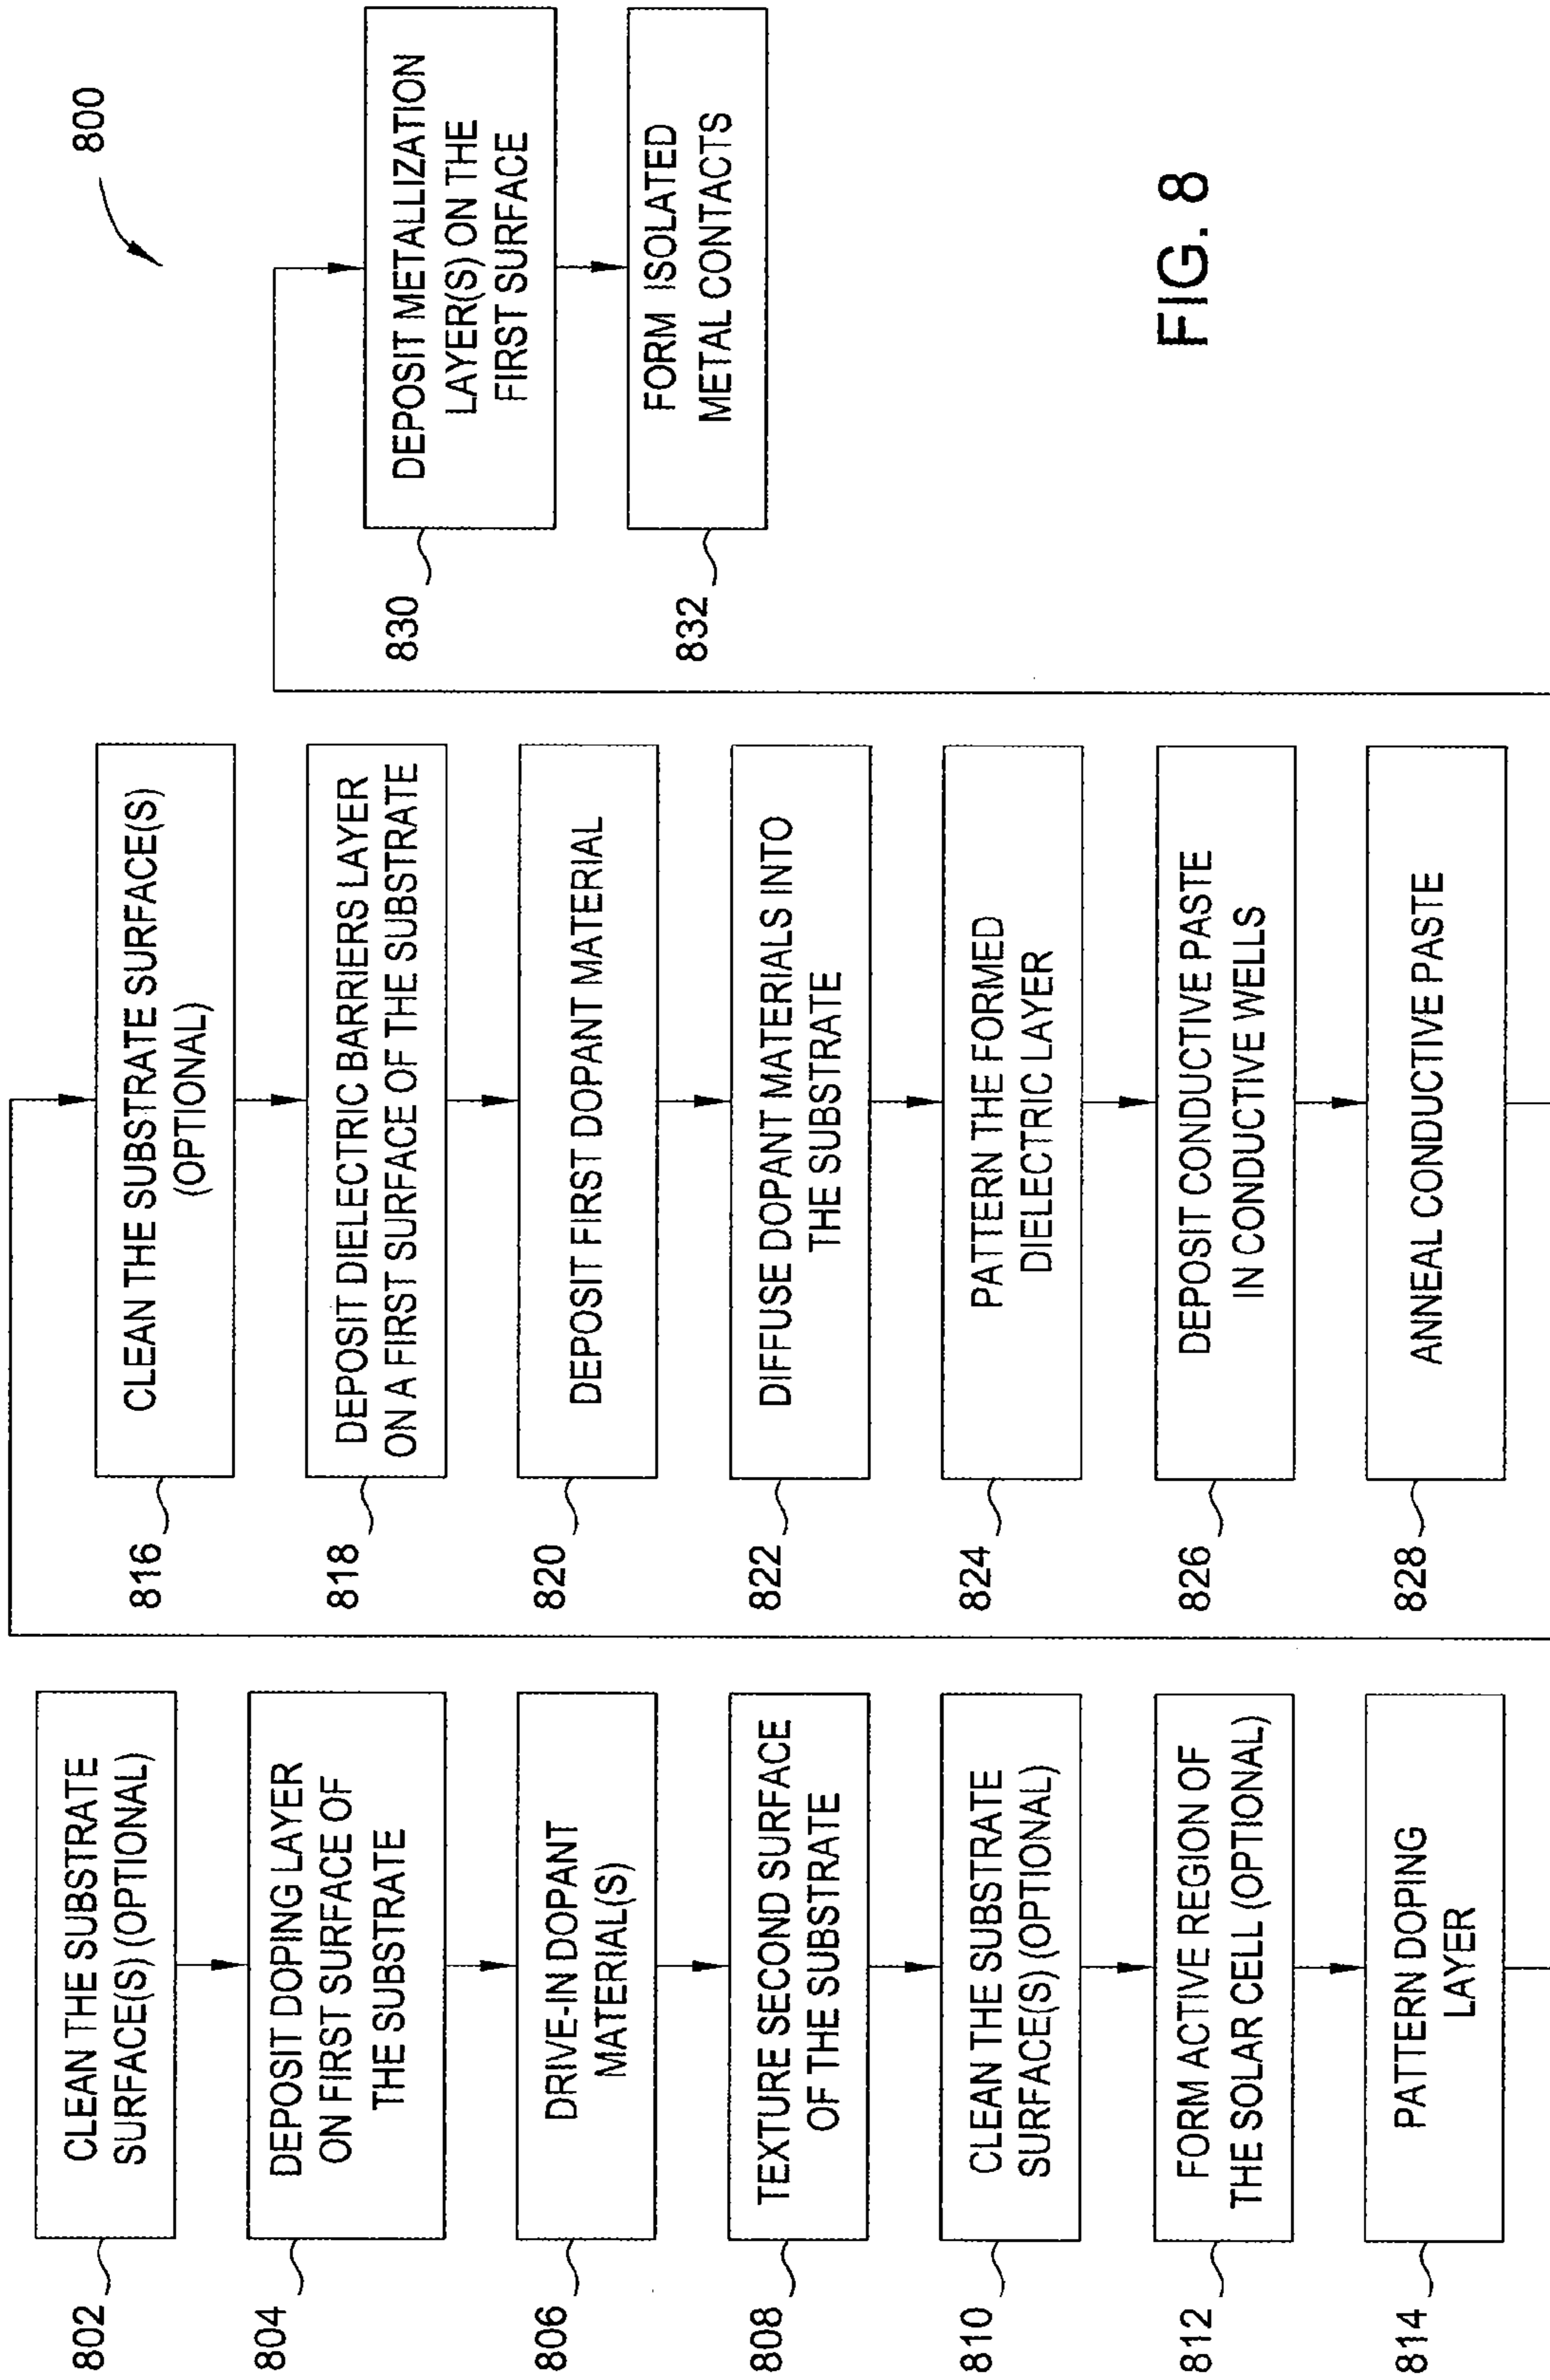 800
802
CLEAN THE SUBSTRATE
SURFACE(S) (OPTIONAL)
804
DEPOSIT DOPING LAYER
ON FIRST SURFACE OF
THE SUBSTRATE
806
DRIVE-IN DOPANT
MATERIAL(S)
808
TEXTURE SECOND SURFACE
OF THE SUBSTRATE
810
CLEAN THE SUBSTRATE
SURFACE(S) (OPTIONAL)
812
FORM ACTIVE REGION OF
THE SOLAR CELL (OPTIONAL)
814
PATTERN DOPING
LAYER
816
CLEAN THE SUBSTRATE SURFACE(S)
(OPTIONAL)
818
DEPOSIT DIELECTRIC BARRIERS LAYER
ON A FIRST SURFACE OF THE SUBSTRATE
820
DEPOSIT FIRST DOPANT MATERIAL
822
DIFFUSE DOPANT MATERIALS INTO
THE SUBSTRATE
824
PATTERN THE FORMED
DIELECTRIC LAYER
826
DEPOSIT CONDUCTIVE PASTE
IN CONDUCTIVE WELLS
828
ANNEAL CONDUCTIVE PASTE
830
DEPOSIT METALLIZATION
LAYER(S) ON THE
FIRST SURFACE
832
FORM ISOLATED
METAL CONTACTS
FIG. 8